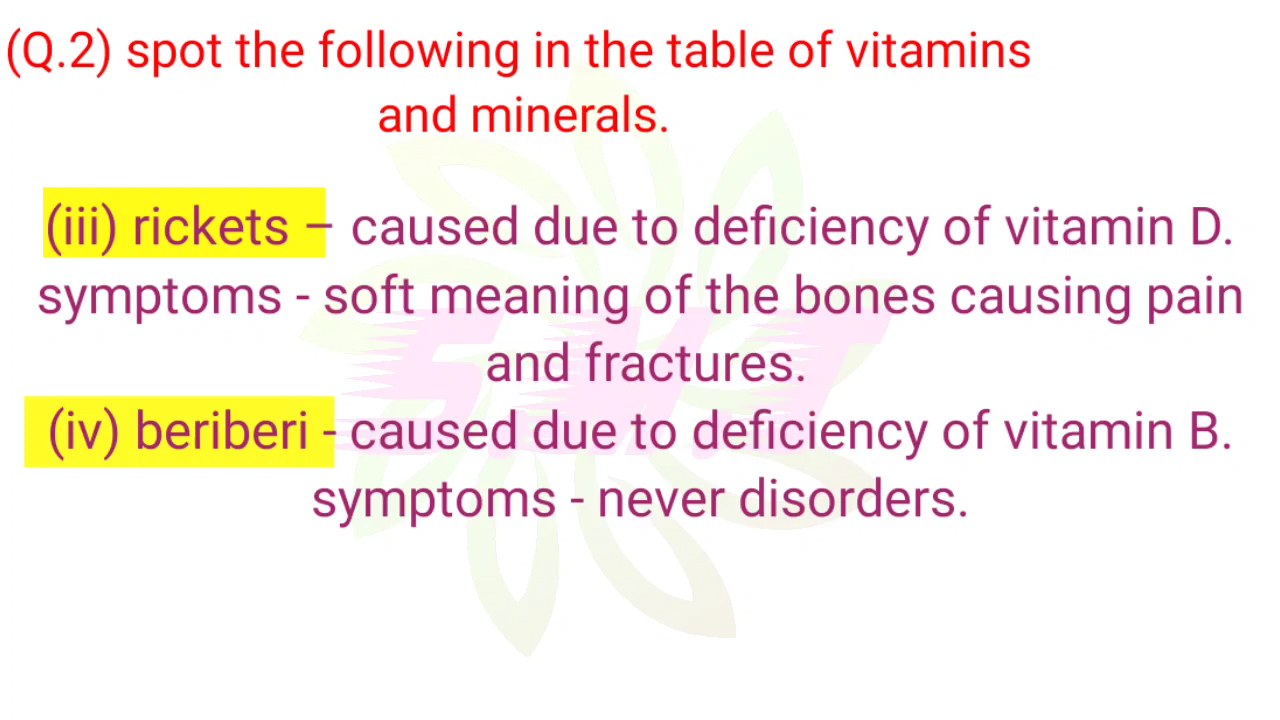 (Q.2) spot the following in the table of vitamins
and minerals.
(iii) rickets – caused due to deficiency of vitamin D.
symptoms - soft meaning of the bones causing pain
and fractures.
(iv) beriberi - caused due to deficiency of vitamin B.
symptoms - never disorders.